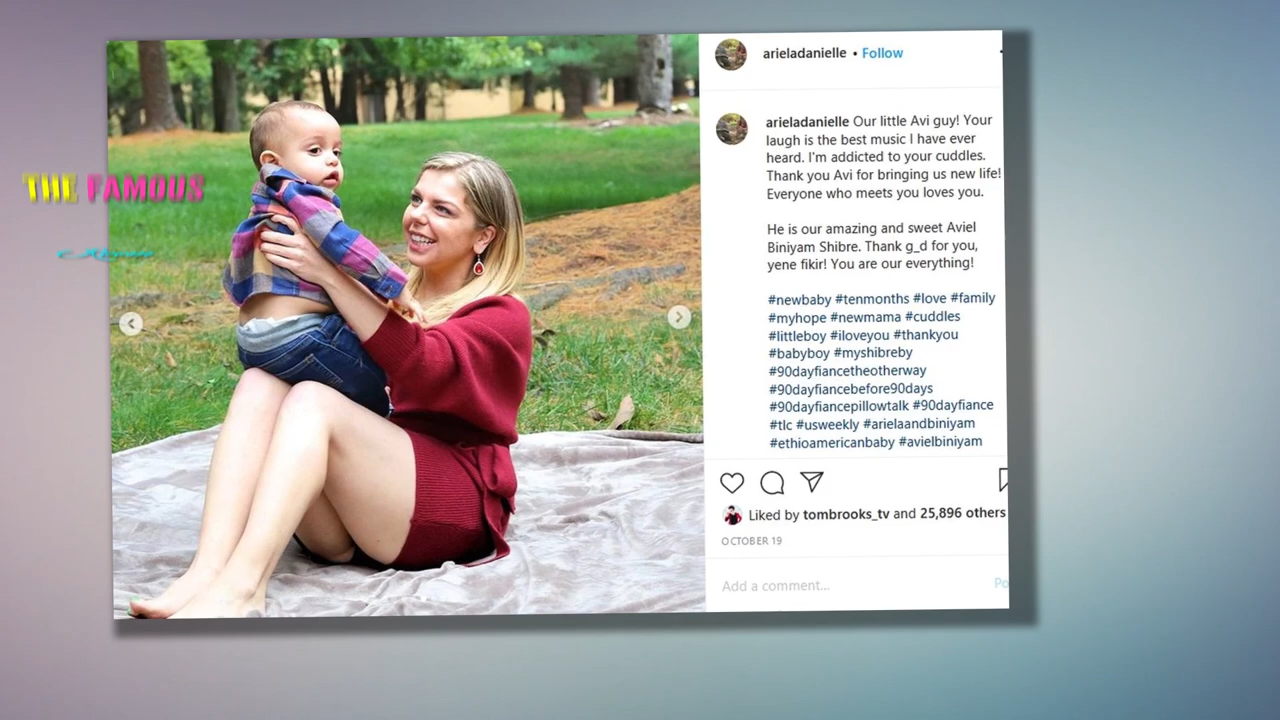 THE FAMOUS
arieladanielle • Follow
arieladanielle Our little Avi guy! Your
laugh is the best music I have ever
heard. I'm addicted to your cuddles.
Thank you Avi for bringing us new life!
Everyone who meets you loves you.
He is our amazing and sweet Aviel
Biniyam Shibre. Thank g_d for you,
yene fikir! You are our everything!
#newbaby #tenmonths #love #family
#myhope #newmama #cuddles
#littleboy #iloveyou #thankyou
#babyboy #myshibreby
#90dayfiancetheotherway
#90dayfiancebefore90days
#90dayfiancepillowtalk #90dayfiance
#tlc #usweekly #arielaandbiniyam
#ethioamericanbaby #avielbiniyam
Liked by tombrooks_tv and 25,896 others
OCTOBER 19
Add a comment... Po